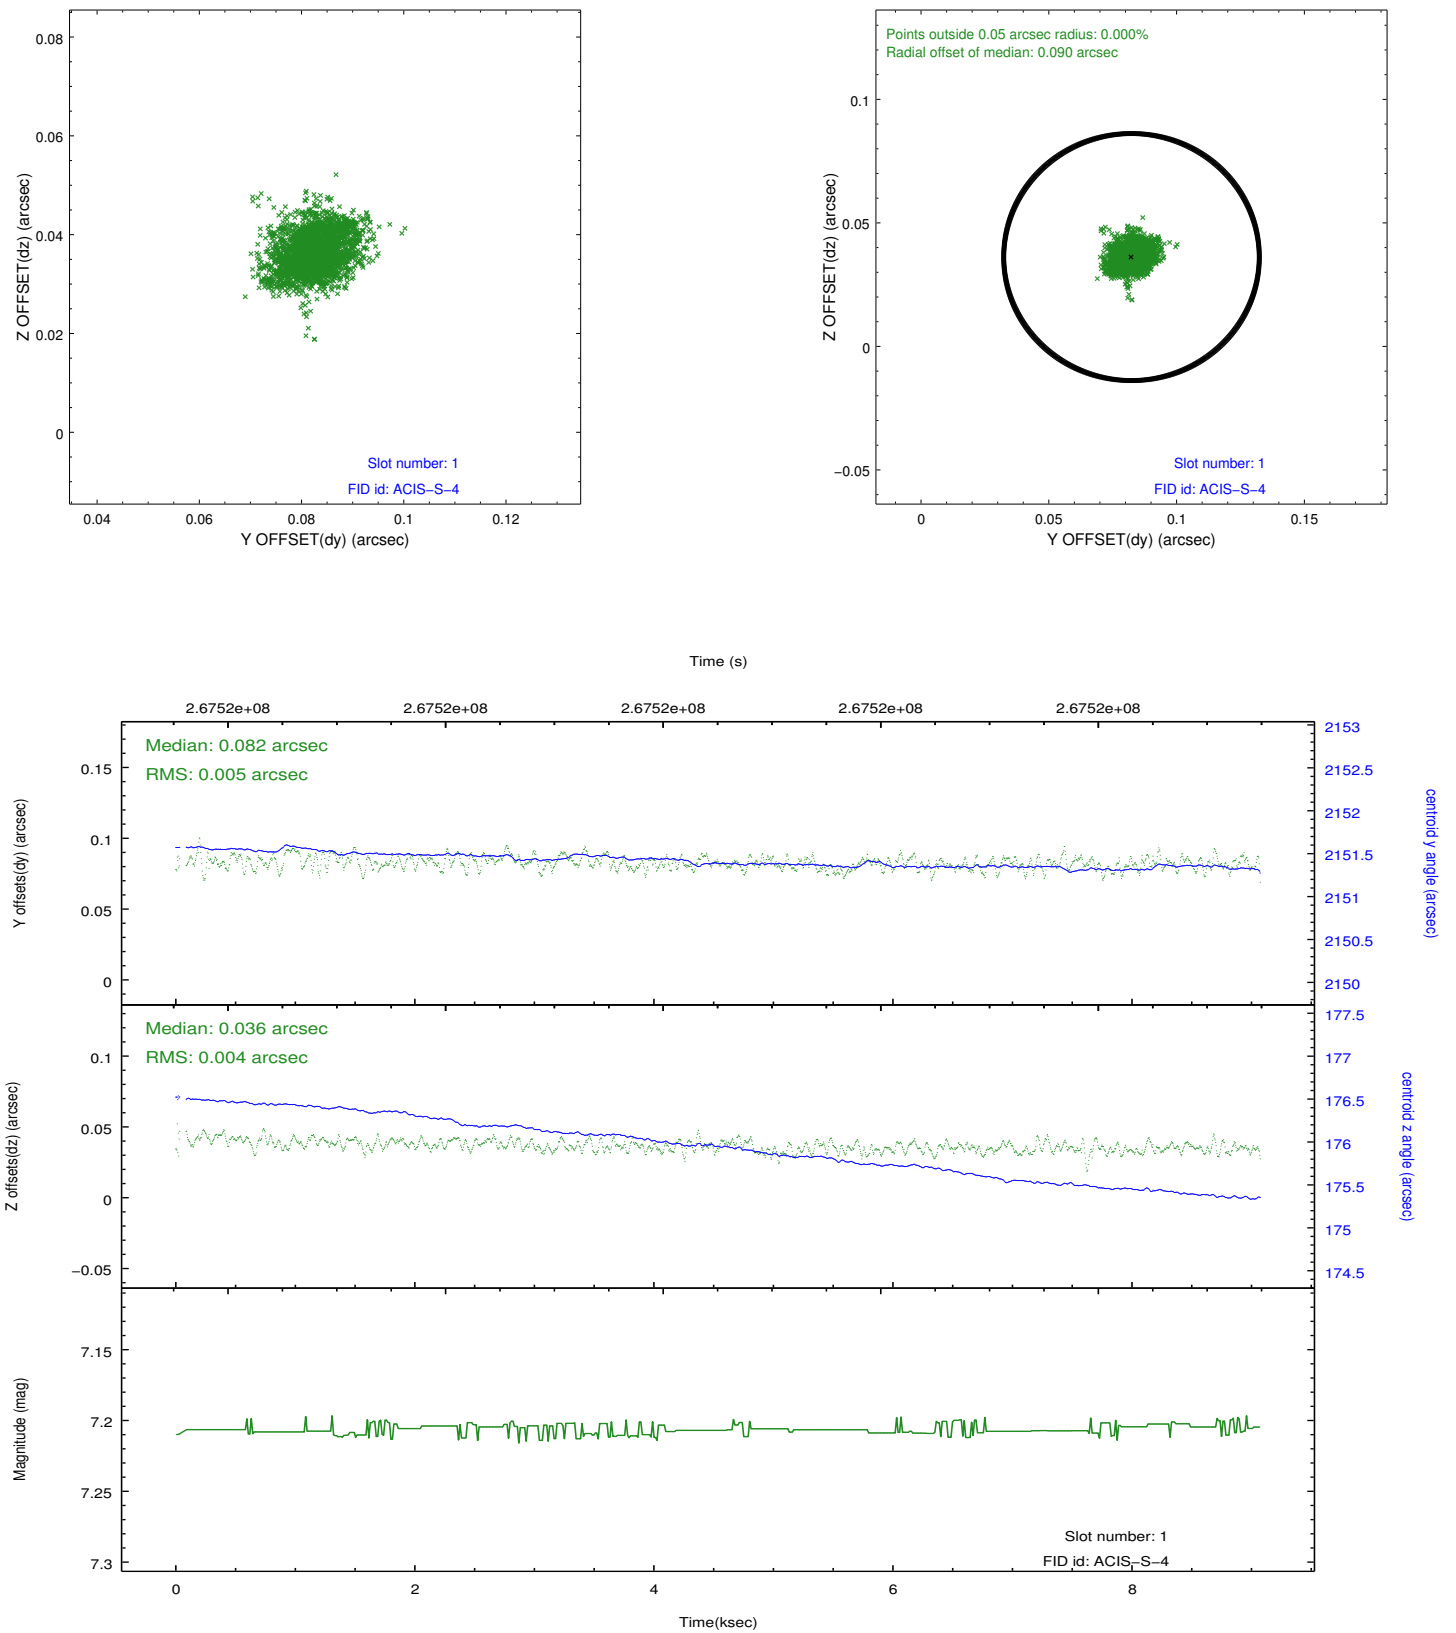 0.08
0.06
0.04
0.02
0
Z OFFSET(dz) (arcsec)
Slot number: 1
FID id: ACIS−S−4
0.04
0.06
0.08
0.1
0.12
Y OFFSET(dy) (arcsec)
Points outside 0.05 arcsec radius: 0.000%
Radial offset of median: 0.090 arcsec
0.1
0.05
0
−0.05
Z OFFSET(dz) (arcsec)
Slot number: 1
FID id: ACIS−S−4
0
0.05
0.1
0.15
Y OFFSET(dy) (arcsec)
Time (s)
2.6752e+08
2.6752e+08
2.6752e+08
2.6752e+08
2.6752e+08
Median: 0.082 arcsec
RMS: 0.005 arcsec
0.15
0.1
0.05
0
Y offsets(dy) (arcsec)
2153
2152.5
2152
2151.5
2151
2150.5
2150
centroid y angle (arcsec)
Median: 0.036 arcsec
RMS: 0.004 arcsec
0.1
0.05
0
−0.05
Z offsets(dz) (arcsec)
177.5
177
176.5
176
175.5
175
174.5
centroid z angle (arcsec)
7.15
7.2
7.25
7.3
Magnitude (mag)
Slot number: 1
FID id: ACIS−S−4
0
2
4
6
8
Time(ksec)